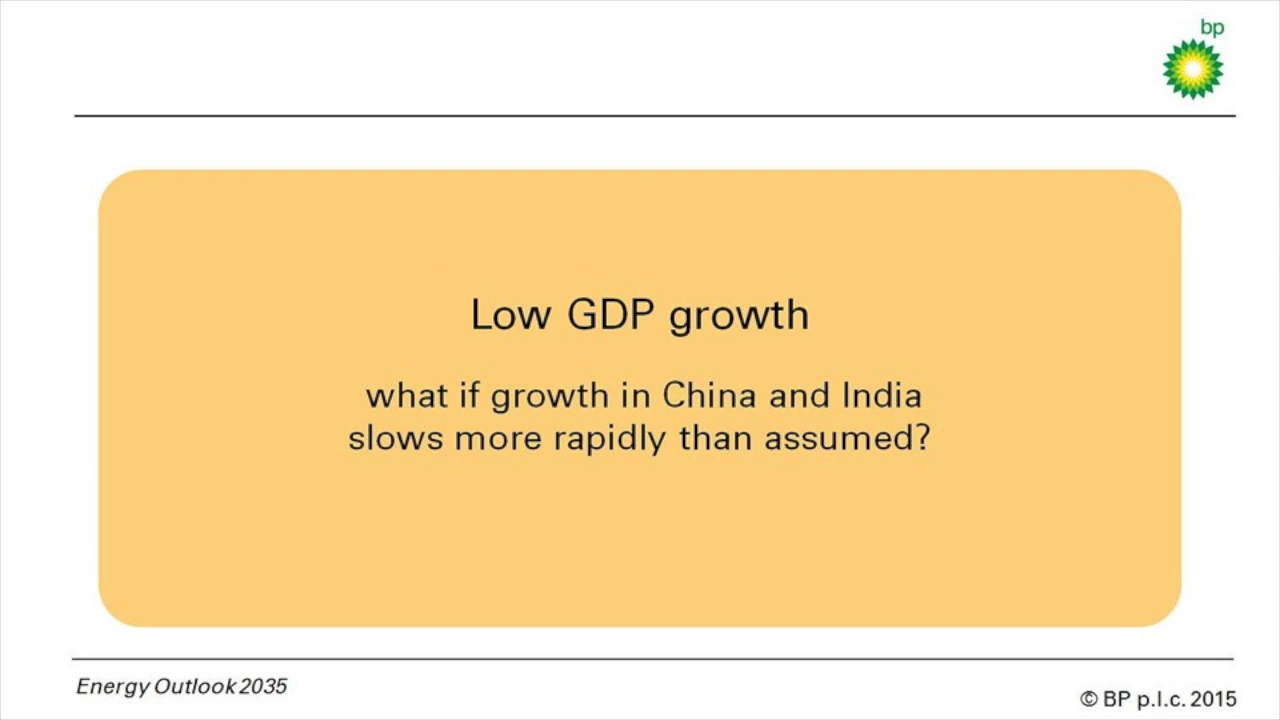 bp
Low GDP growth
what if growth in China and India
slows more rapidly than assumed?
Energy Outlook 2035
© BP p.l.c. 2015